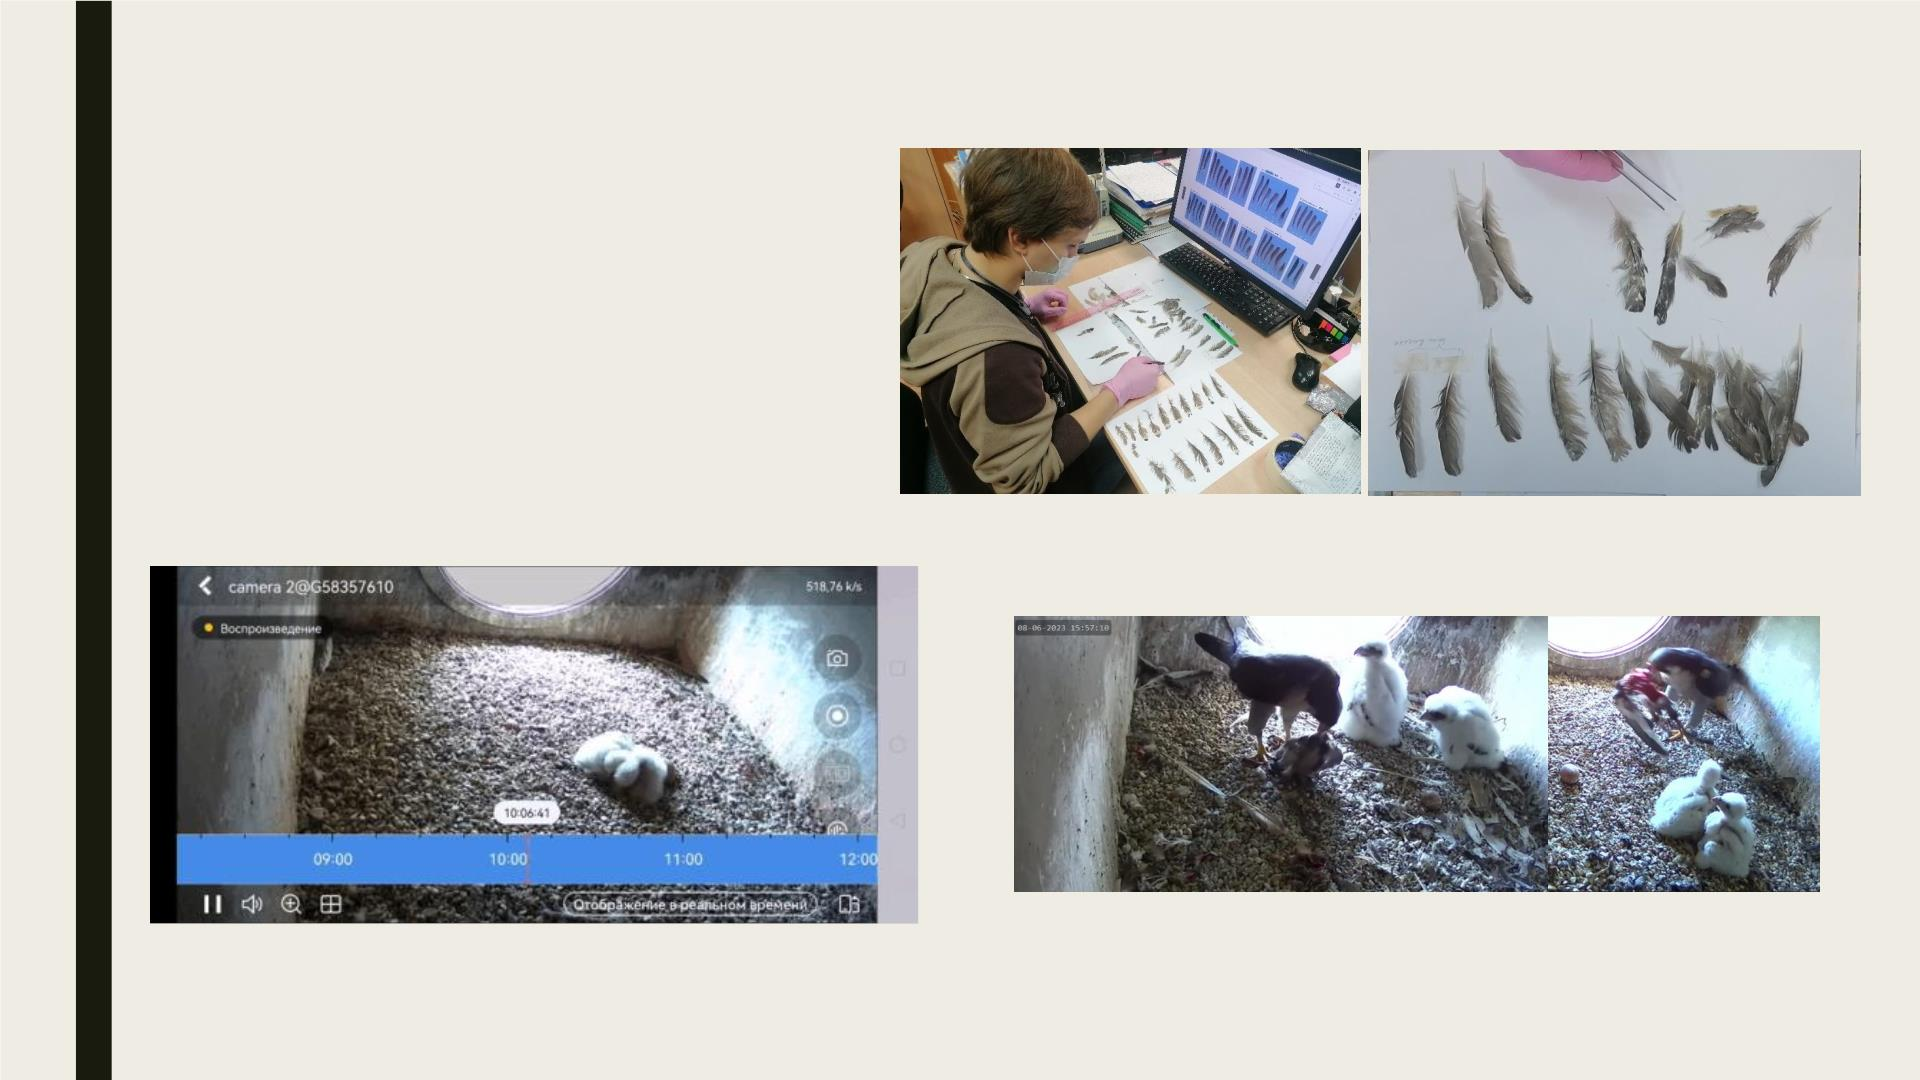 camera 2@G58357610
518,76 k/s
Воспроизведение
10:06:41
09:00
10:00
11:00
12:00
Отображение в реальном времени
08-06-2023 15:57:10